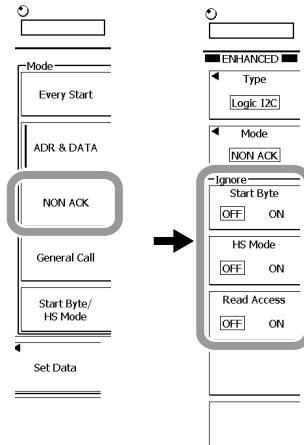 Mode
Every Start
ADR & DATA
NON ACK
General Call
Start Byte/
HS Mode
Set Data
ENHANCED
Type
Logic I2C
Mode
NON ACK
Ignore
Start Byte
OFF ON
HS Mode
OFF ON
Read Access
OFF ON